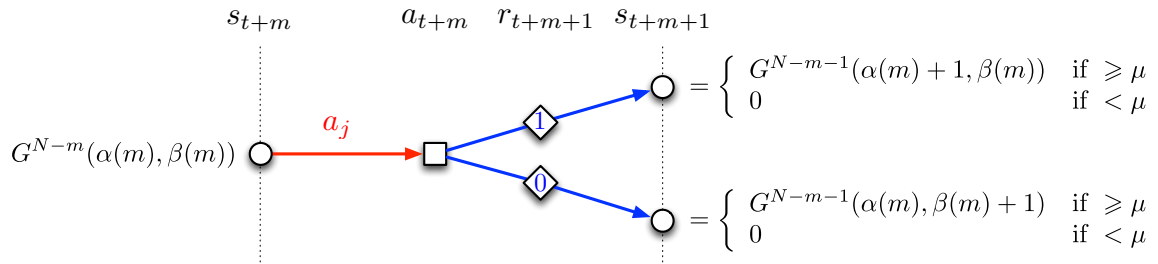 s_{t+m} a_{t+m} r_{t+m+1} s_{t+m+1}
= { G^{N-m-1}(α(m) + 1, β(m)) if ⩾ μ
0 if < μ
1
a_j
G^{N-m}(α(m), β(m))
0
= { G^{N-m-1}(α(m), β(m) + 1) if ⩾ μ
0 if < μ